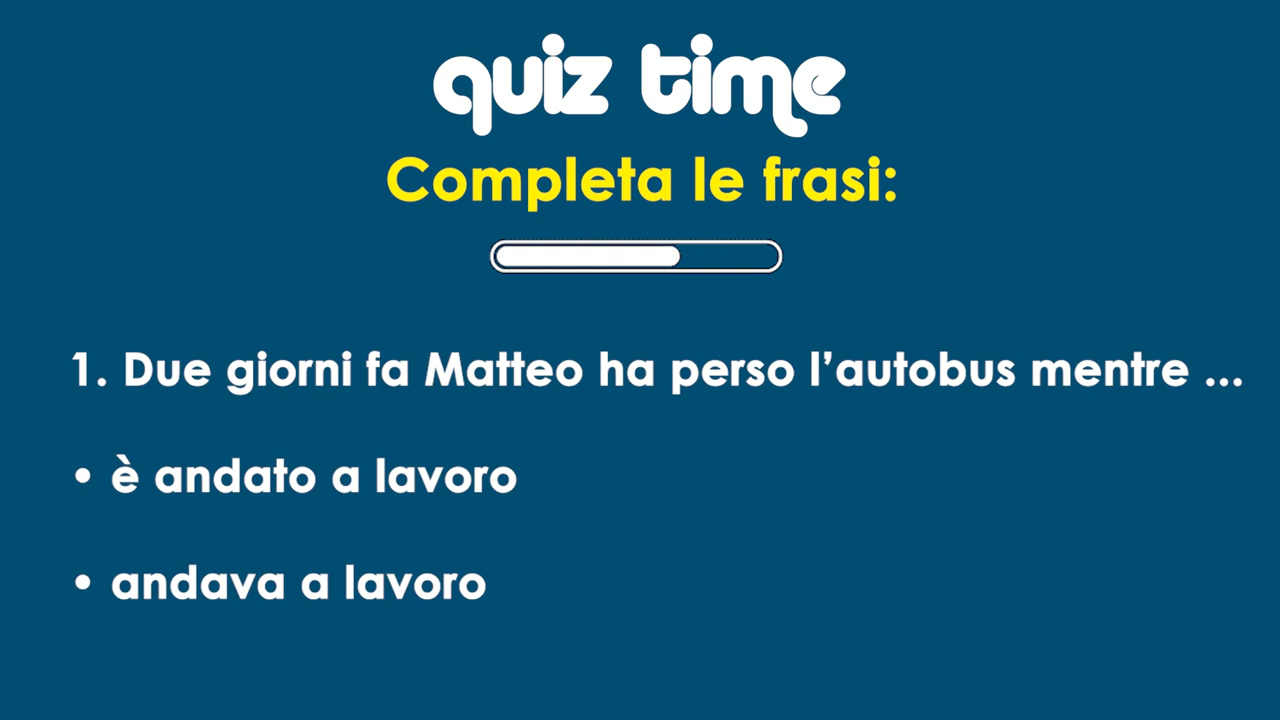 quiz time
Completa le frasi:
1. Due giorni fa Matteo ha perso l’autobus mentre ...
• è andato a lavoro
• andava a lavoro